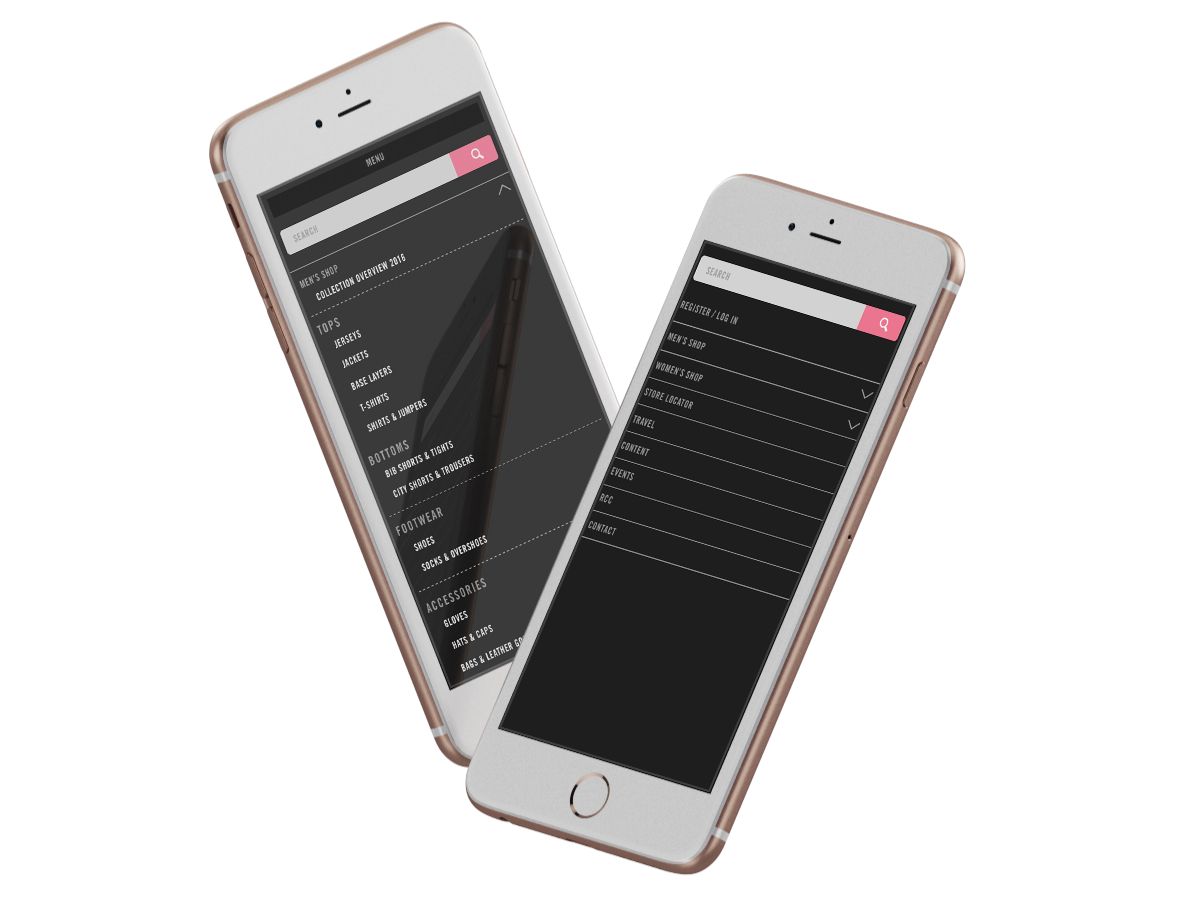 MENU
SEARCH
MEN'S SHOP
COLLECTION OVERVIEW 2016
TOPS
JERSEYS
JACKETS
BASE LAYERS
T-SHIRTS
SHIRTS & JUMPERS
BOTTOMS
BIB SHORTS & TIGHTS
CITY SHORTS & TROUSERS
FOOTWEAR
SHOES
SOCKS & OVERSHOES
ACCESSORIES
GLOVES
HATS & CAPS
BAGS & LEATHER GO
SEARCH
REGISTER / LOG IN
MEN'S SHOP
WOMEN'S SHOP
STORE LOCATOR
TRAVEL
CONTENT
EVENTS
RCC
CONTACT